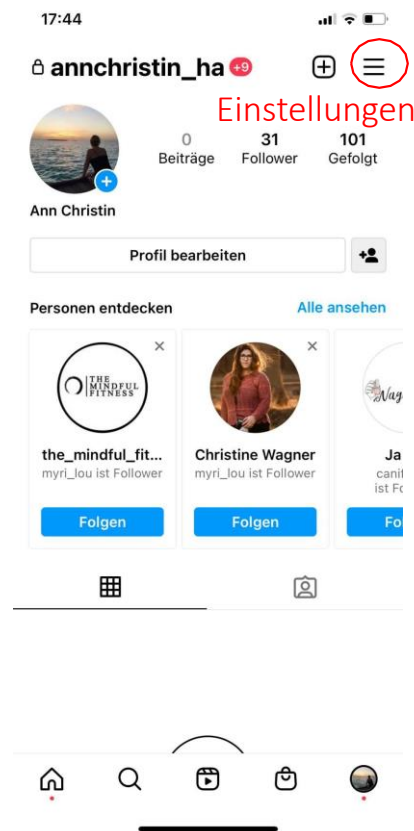 17:44
annchristin_ha +9
Einstellungen
0 31 101
Beiträge Follower Gefolgt
Ann Christin
Profil bearbeiten
Personen entdecken Alle ansehen
THE
MINDFUL
FITNESS
the_mindful_fit... Christine Wagner Ja
myri_lou ist Follower myri_lou ist Follower canif
ist Fo
Folgen Folgen Fo